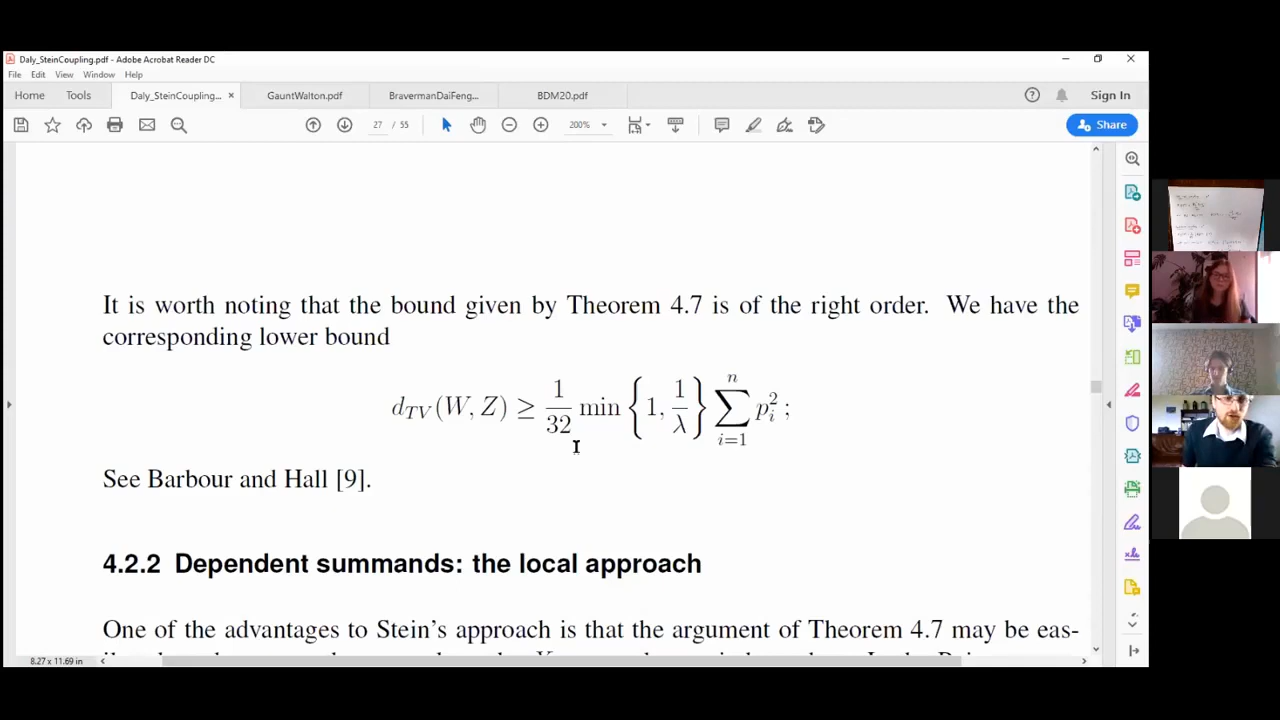 Daly_SteinCoupling.pdf - Adobe Acrobat Reader DC
File Edit View Window Help
Home Tools Daly_SteinCoupling... × GauntWalton.pdf BravermanDaiFeng... BDM20.pdf Sign In
27 / 55 200% Share
It is worth noting that the bound given by Theorem 4.7 is of the right order. We have the
corresponding lower bound
d_{TV}(W, Z) ≥ \frac{1}{32} min {1, \frac{1}{λ}} \sum_{i=1}^{n} p_i^2 ;
See Barbour and Hall [9].
4.2.2 Dependent summands: the local approach
One of the advantages to Stein's approach is that the argument of Theorem 4.7 may be eas-
8.27 x 11.69 in